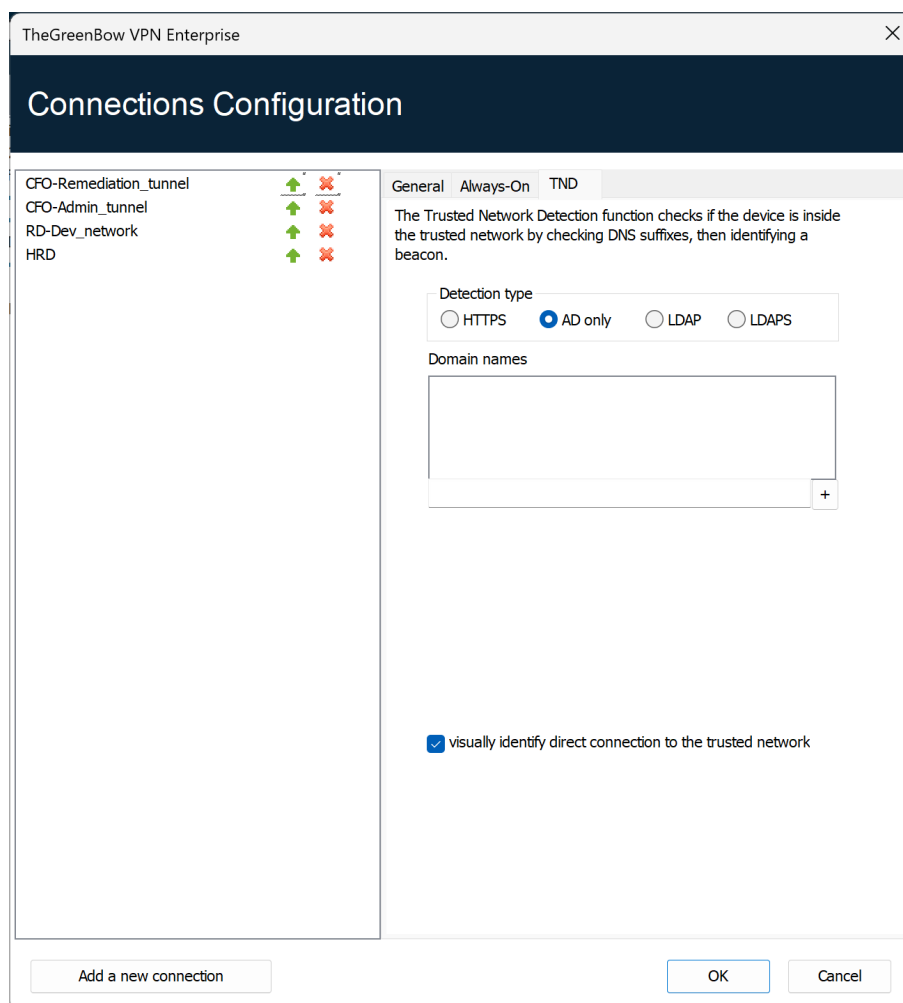 TheGreenBow VPN Enterprise
Connections Configuration
CFO-Remediation_tunnel
CFO-Admin_tunnel
RD-Dev_network
HRD
General Always-On TND
The Trusted Network Detection function checks if the device is inside
the trusted network by checking DNS suffixes, then identifying a
beacon.
Detection type
HTTPS AD only LDAP LDAPS
Domain names
+
visually identify direct connection to the trusted network
Add a new connection OK Cancel